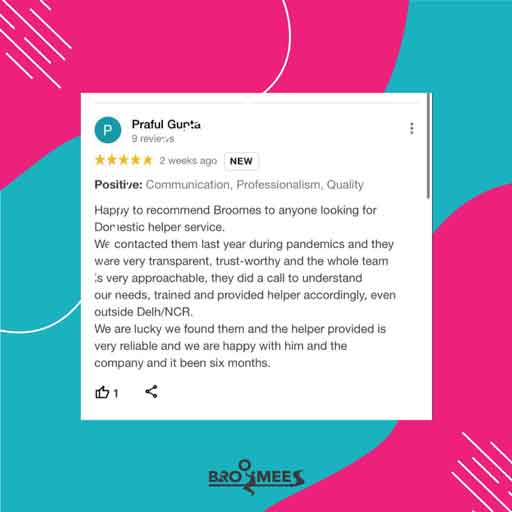 P
Praful Gupta
9 reviews
2 weeks ago NEW
Positive: Communication, Professionalism, Quality
Happy to recommend Broomes to anyone looking for
Domestic helper service.
We contacted them last year during pandemics and they
ware very transparent, trust-worthy and the whole team
is very approachable, they did a call to understand
our needs, trained and provided helper accordingly, even
outside Delh/NCR.
We are lucky we found them and the helper provided is
very reliable and we are happy with him and the
company and it been six months.
1
BROOMEES